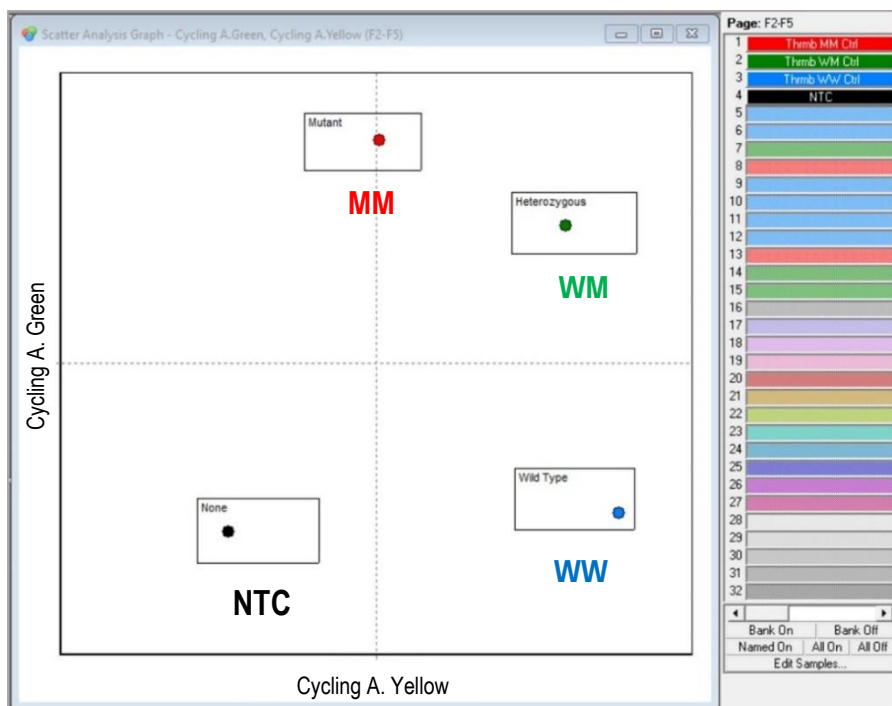 Scatter Analysis Graph - Cycling A.Green, Cycling A.Yellow (F2-F5)
Mutant
MM
Heterozygous
WM
Cycling A. Green
Wild Type
WW
None
NTC
Cycling A. Yellow
Page: F2-F5
1 Thrmb MM Ctrl
2 Thrmb WM Ctrl
3 Thrmb WW Ctrl
4 NTC
5
6
7
8
9
10
11
12
13
14
15
16
17
18
19
20
21
22
23
24
25
26
27
28
29
30
31
32
Bank On Bank Off
Named On All On All Off
Edit Samples...